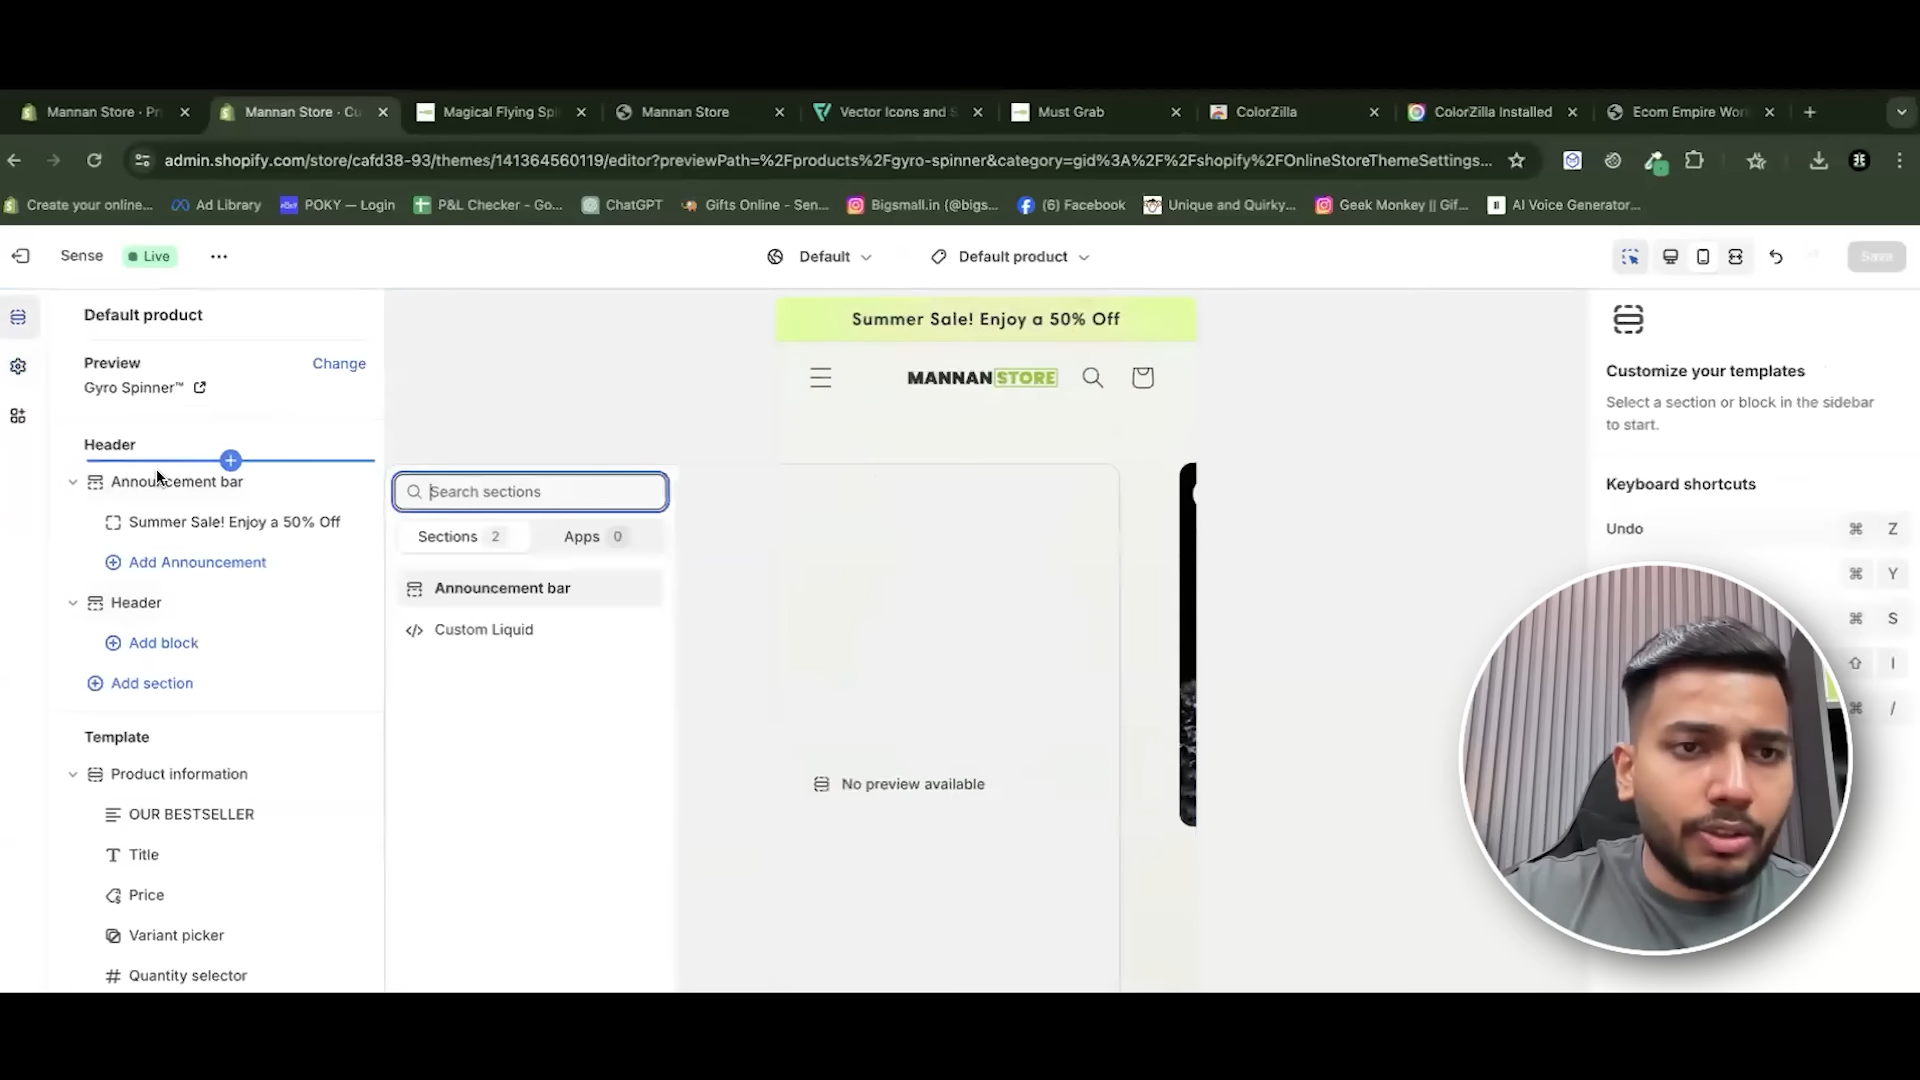 Mannan Store · Pr
Mannan Store · Cu
Magical Flying Spi
Mannan Store
Vector Icons and S
Must Grab
ColorZilla
ColorZilla Installed
Ecom Empire Wor
admin.shopify.com/store/cafd38-93/themes/141364560119/editor?previewPath=%2Fproducts%2Fgyro-spinner&category=gid%3A%2F%2Fshopify%2FOnlineStoreThemeSettings...
Create your online...
Ad Library
POKY — Login
P&L Checker - Go...
ChatGPT
Gifts Online - Sen...
Bigsmall.in (@bigs...
(6) Facebook
Unique and Quirky...
Geek Monkey || Gif...
AI Voice Generator...
Sense
Live
Default
Default product
Save
Default product
Preview
Change
Gyro Spinner™
Header
Announcement bar
Summer Sale! Enjoy a 50% Off
Add Announcement
Header
Add block
Add section
Template
Product information
OUR BESTSELLER
Title
Price
Variant picker
Quantity selector
Search sections
Sections 2
Apps 0
Announcement bar
Custom Liquid
Summer Sale! Enjoy a 50% Off
MANNAN STORE
No preview available
Customize your templates
Select a section or block in the sidebar
to start.
Keyboard shortcuts
Undo ⌘ Z
⌘ Y
⌘ S
⇧ I
⌘ /